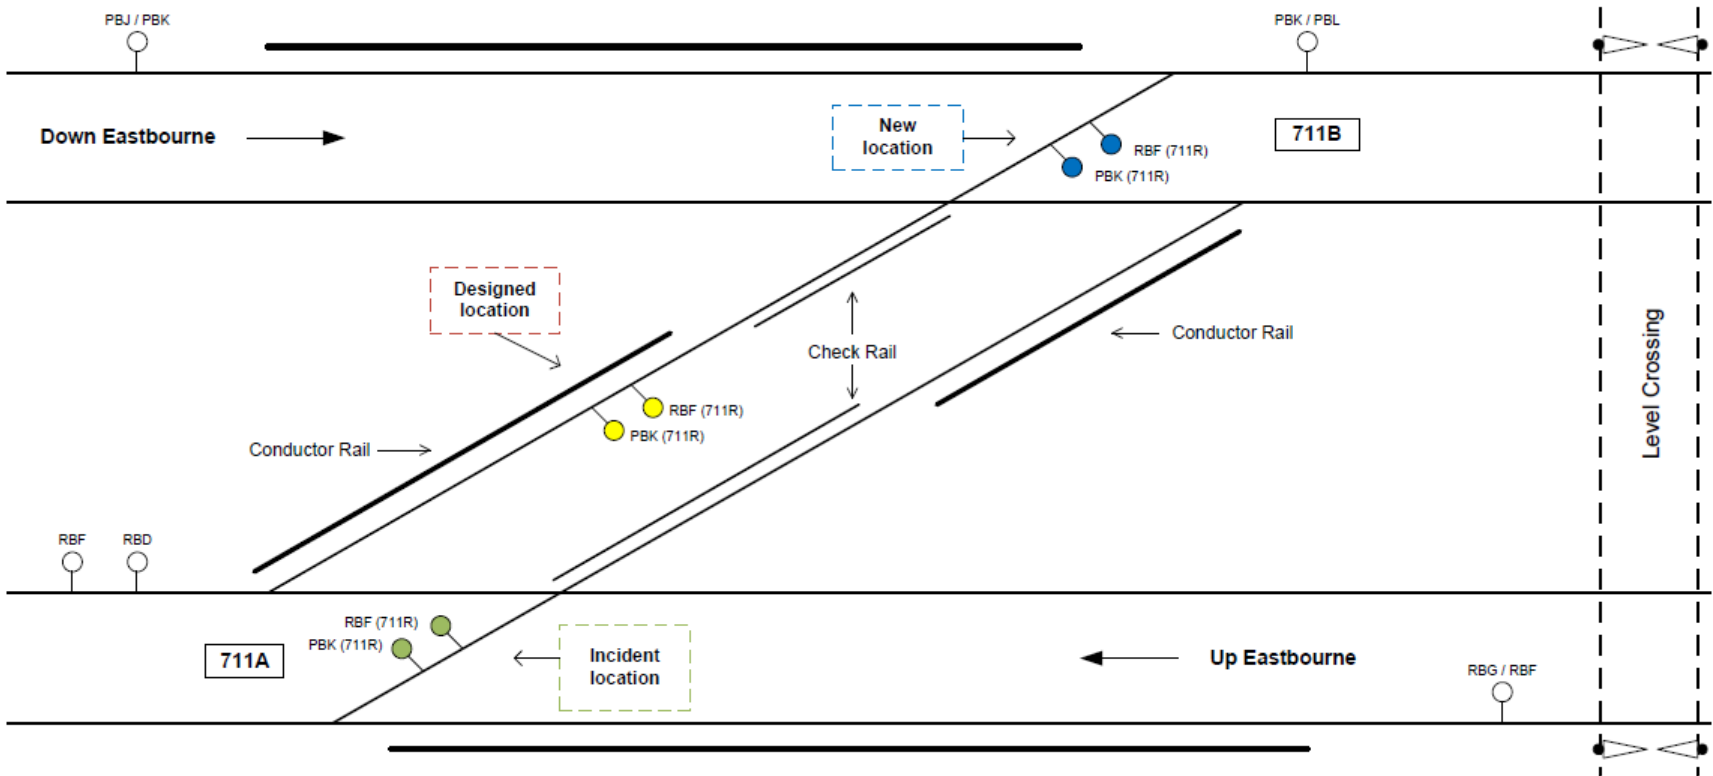 PBJ / PBK
PBK / PBL
Down Eastbourne
New
location
711B
RBF (711R)
PBK (711R)
Designed
location
Conductor Rail
Check Rail
Level Crossing
RBF (711R)
PBK (711R)
Conductor Rail
RBF
RBD
RBF (711R)
PBK (711R)
711A
Incident
location
Up Eastbourne
RBG / RBF